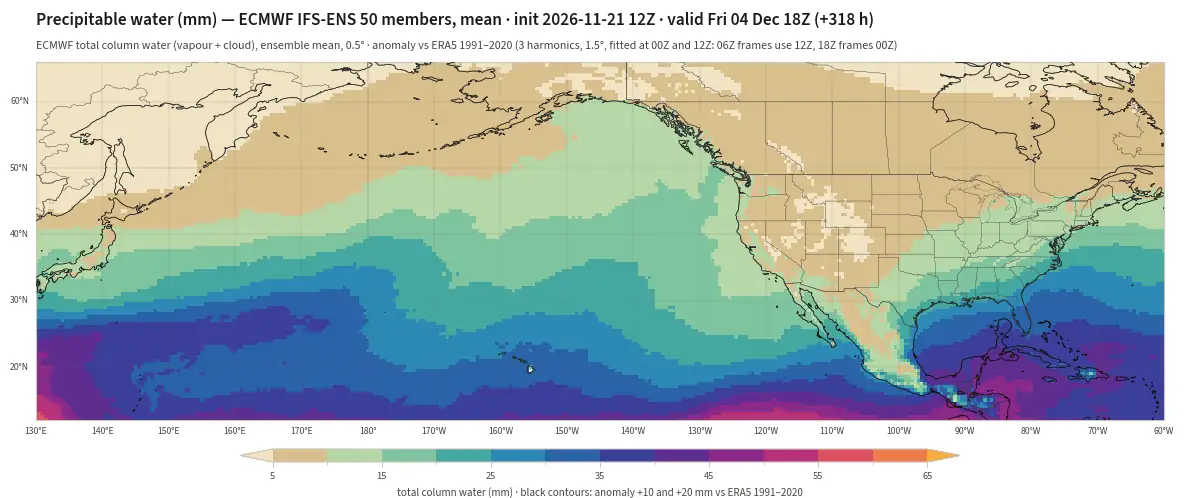 Precipitable water (mm) — ECMWF IFS-ENS 50 members, mean · init 2026-11-21 12Z · valid Fri 04 Dec 18Z (+318 h)
ECMWF total column water (vapour + cloud), ensemble mean, 0.5° · anomaly vs ERA5 1991–2020 (3 harmonics, 1.5°, fitted at 00Z and 12Z: 06Z frames use 12Z, 18Z frames 00Z)
60°N
50°N
40°N
30°N
20°N
130°E 140°E 150°E 160°E 170°E 180° 170°W 160°W 150°W 140°W 130°W 120°W 110°W 100°W 90°W 80°W 70°W 60°W
5 15 25 35 45 55 65
total column water (mm) · black contours: anomaly +10 and +20 mm vs ERA5 1991–2020